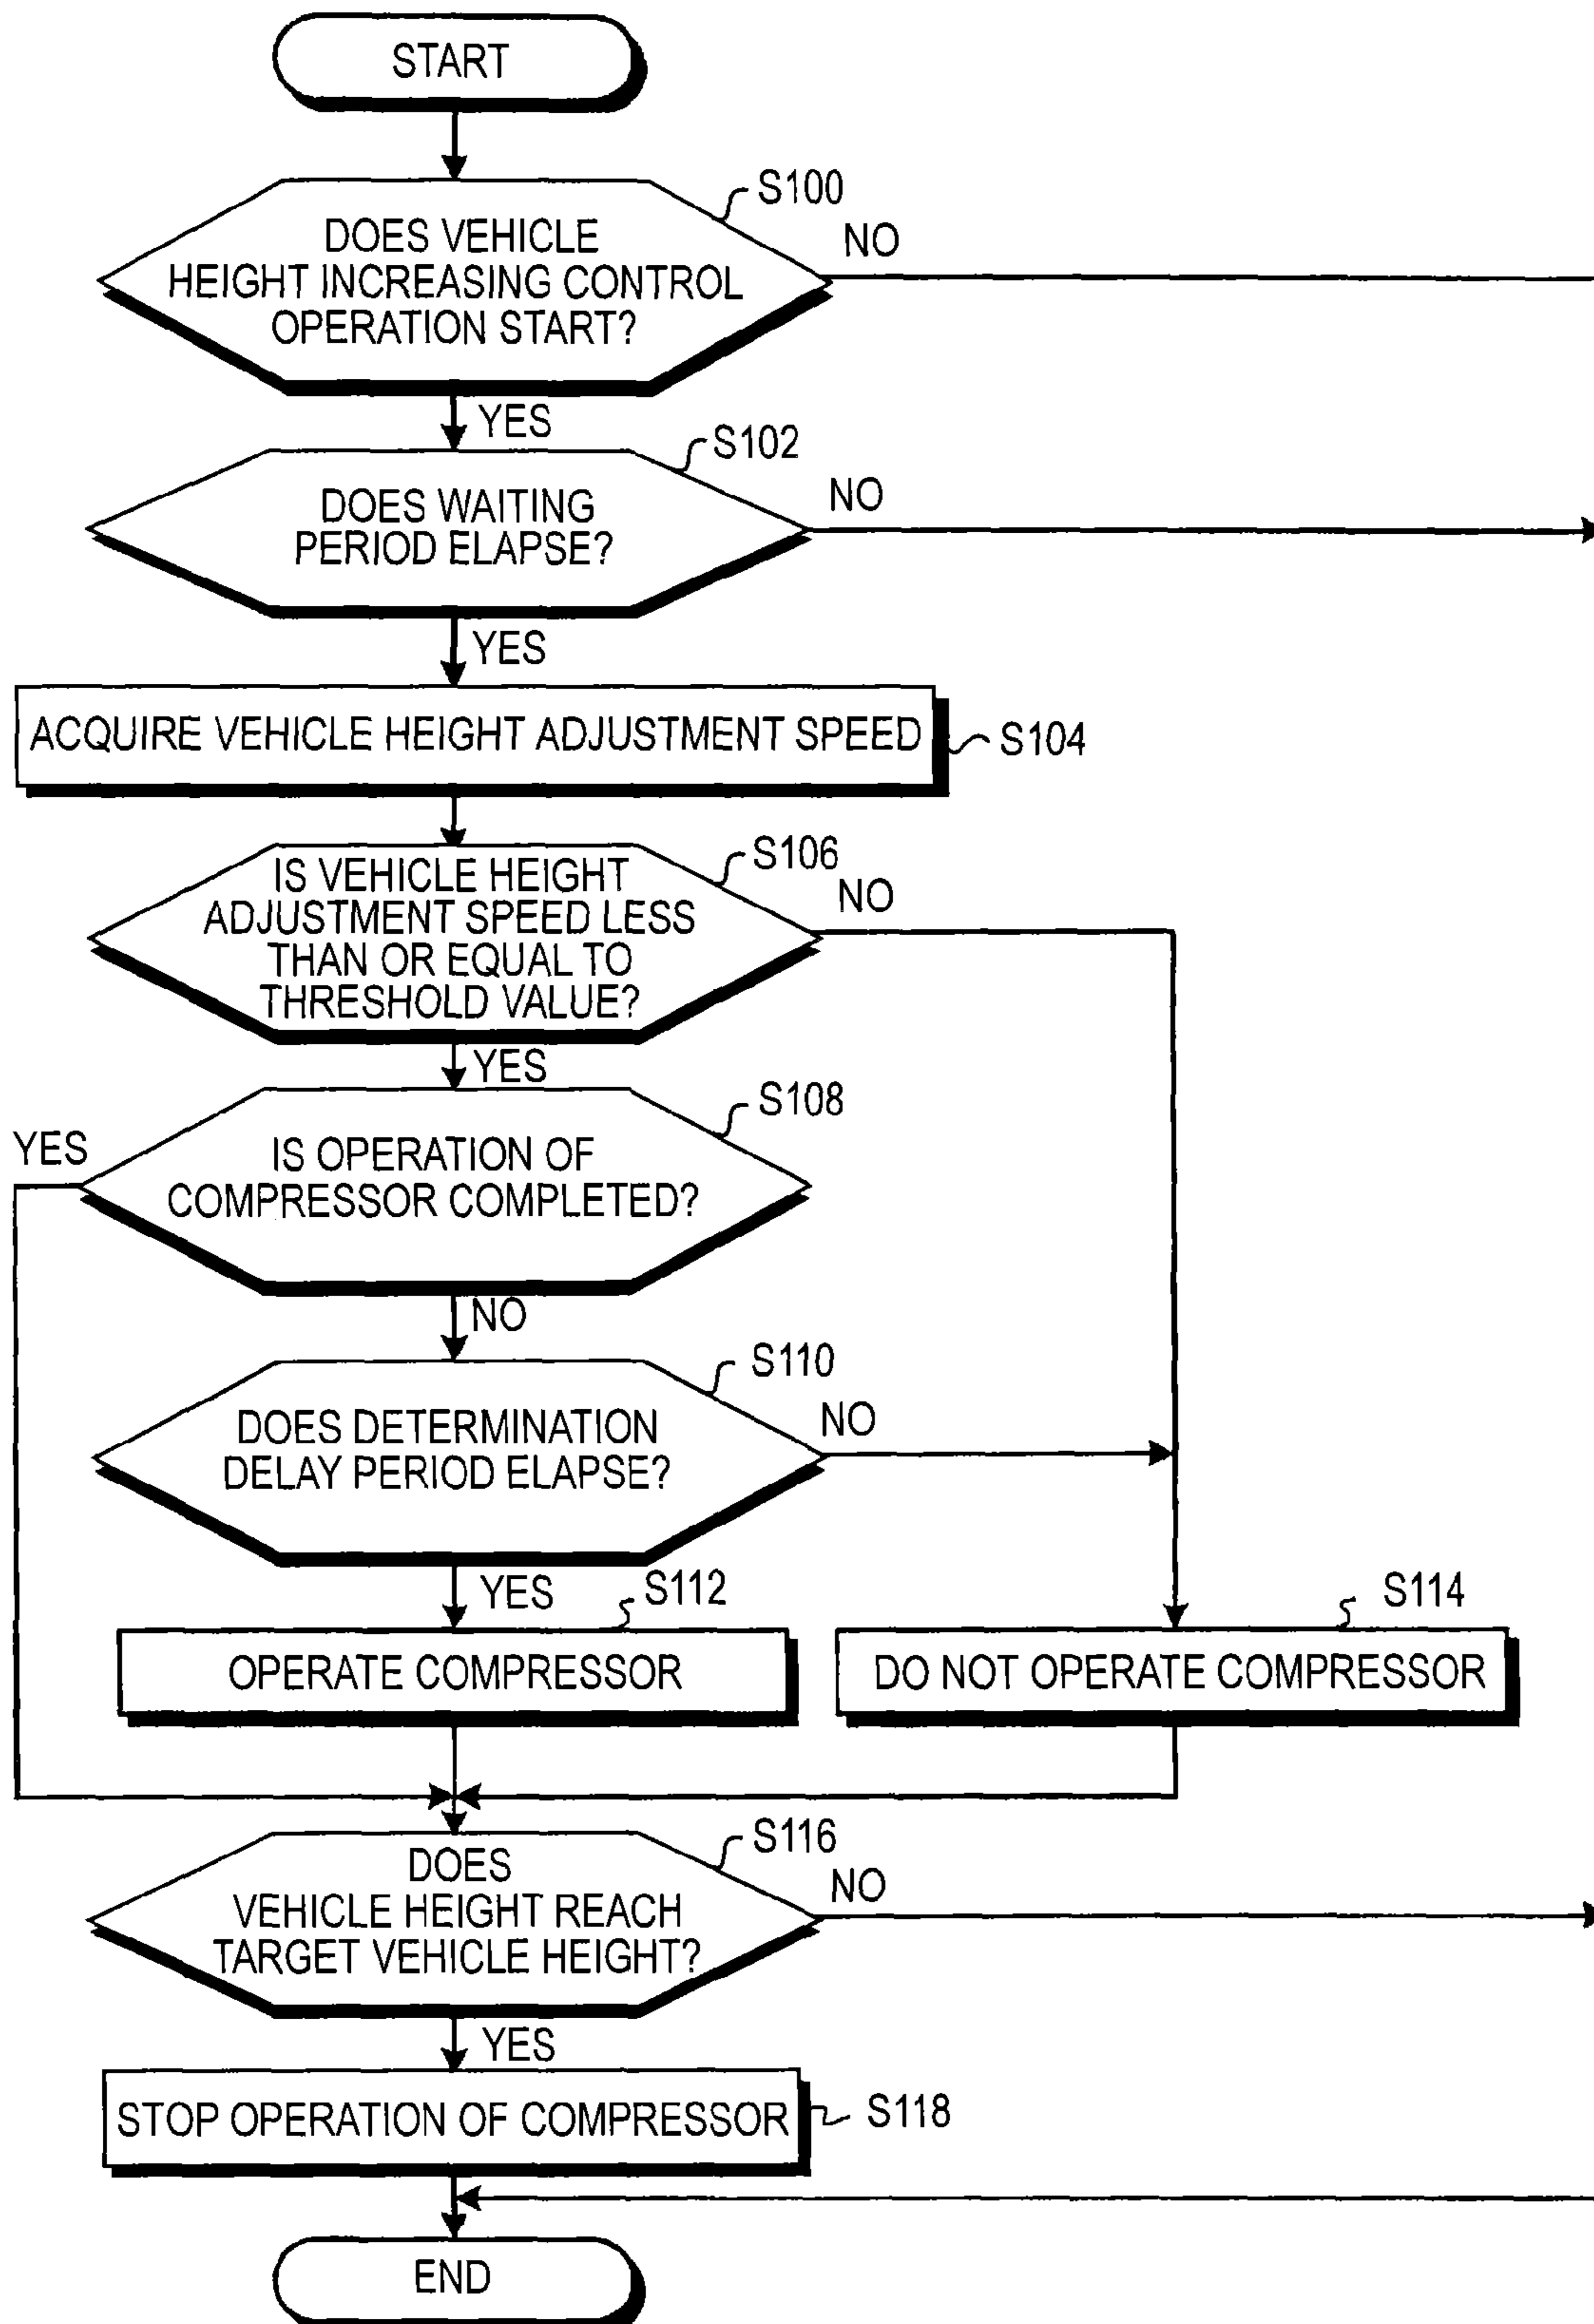 START
S100
DOES VEHICLE
HEIGHT INCREASING CONTROL
OPERATION START?
NO
YES
S102
DOES WAITING
PERIOD ELAPSE?
NO
YES
ACQUIRE VEHICLE HEIGHT ADJUSTMENT SPEED
S104
S106
IS VEHICLE HEIGHT
ADJUSTMENT SPEED LESS
THAN OR EQUAL TO
THRESHOLD VALUE?
NO
YES
S108
YES
IS OPERATION OF
COMPRESSOR COMPLETED?
NO
S110
DOES DETERMINATION
DELAY PERIOD ELAPSE?
NO
YES
S112
S114
OPERATE COMPRESSOR
DO NOT OPERATE COMPRESSOR
S116
DOES
VEHICLE HEIGHT REACH
TARGET VEHICLE HEIGHT?
NO
YES
STOP OPERATION OF COMPRESSOR
S118
END